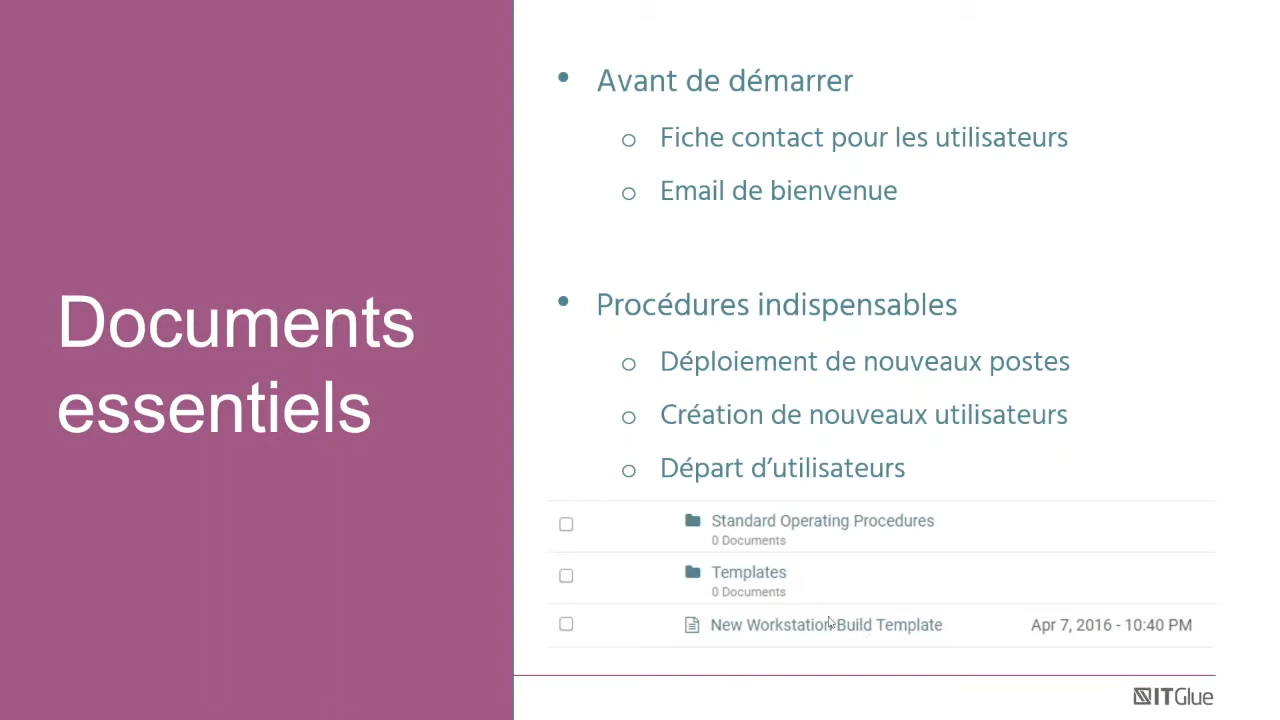 Documents
essentiels
• Avant de démarrer
o Fiche contact pour les utilisateurs
o Email de bienvenue
• Procédures indispensables
o Déploiement de nouveaux postes
o Création de nouveaux utilisateurs
o Départ d’utilisateurs
Standard Operating Procedures
0 Documents
Templates
0 Documents
New Workstation Build Template Apr 7, 2016 - 10:40 PM
ITGlue